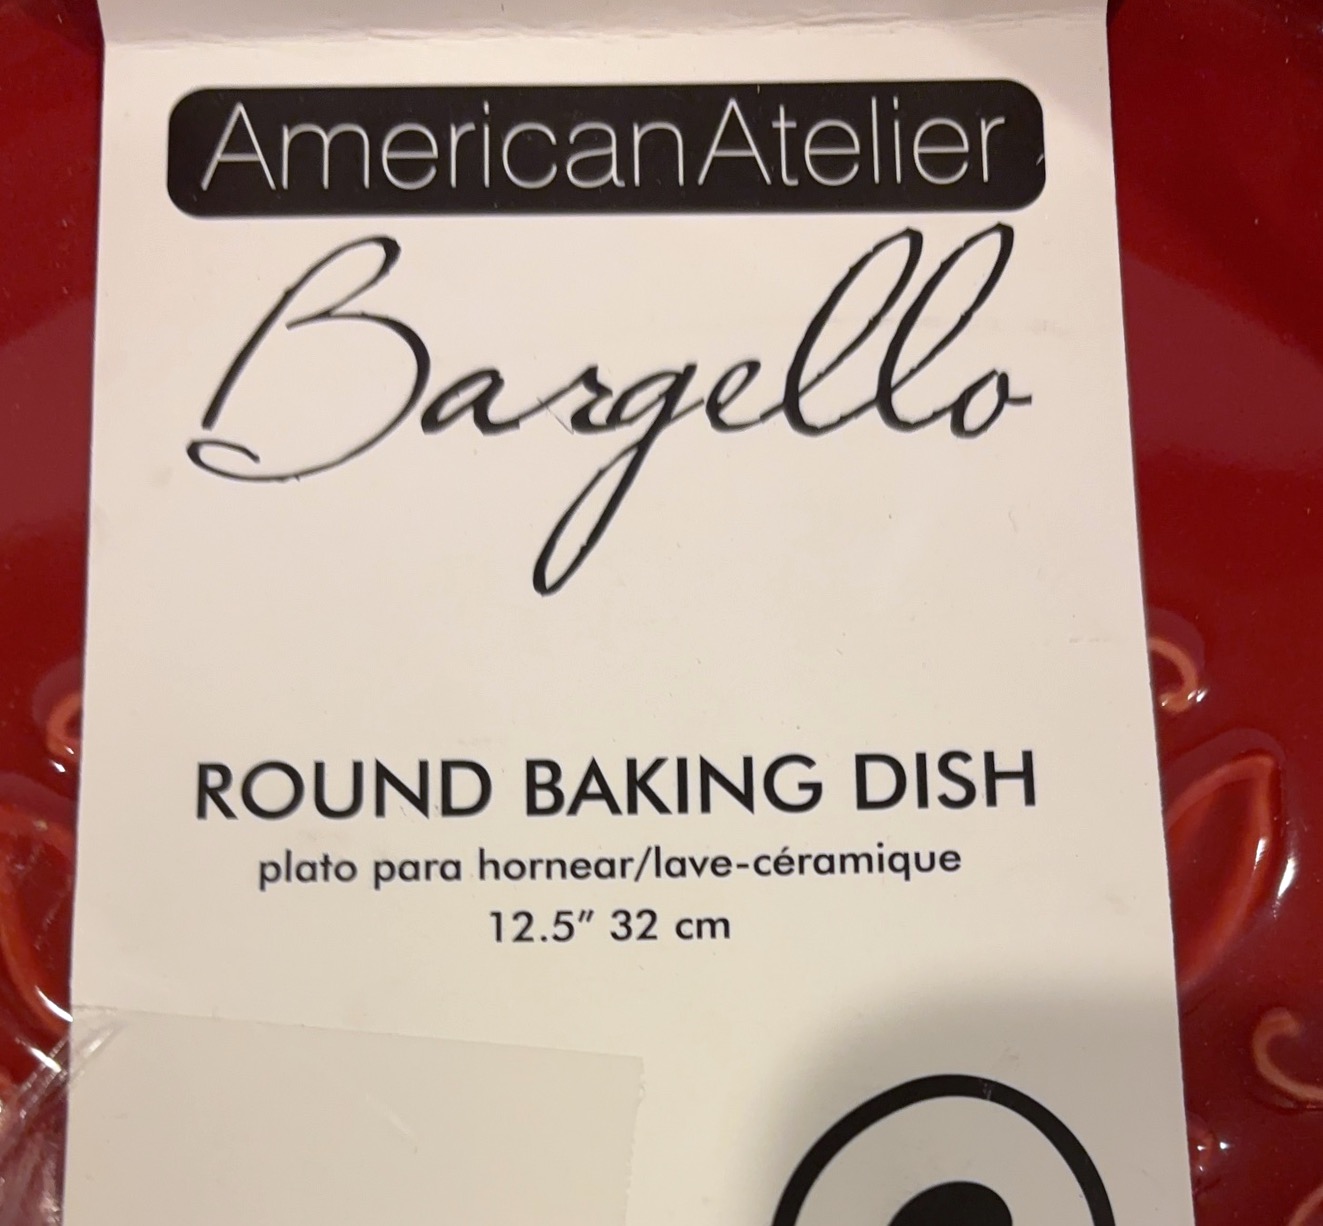 AmericanAtelier
Bargello
ROUND BAKING DISH
plato para hornear/lave-céramique
12.5" 32 cm